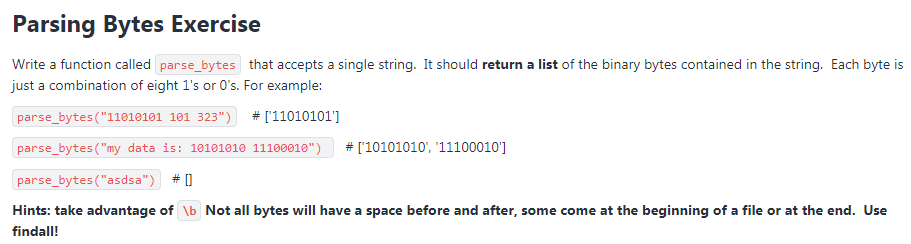 Parsing Bytes Exercise
Write a function called parse_bytes that accepts a single string. It should return a list of the binary bytes contained in the string. Each byte is
just a combination of eight 1's or 0's. For example:
parse_bytes("11010101 101 323") # ['11010101']
parse_bytes("my data is: 10101010 11100010") # ['10101010', '11100010']
parse_bytes("asdsa") # []
Hints: take advantage of \b Not all bytes will have a space before and after, some come at the beginning of a file or at the end. Use
findall!